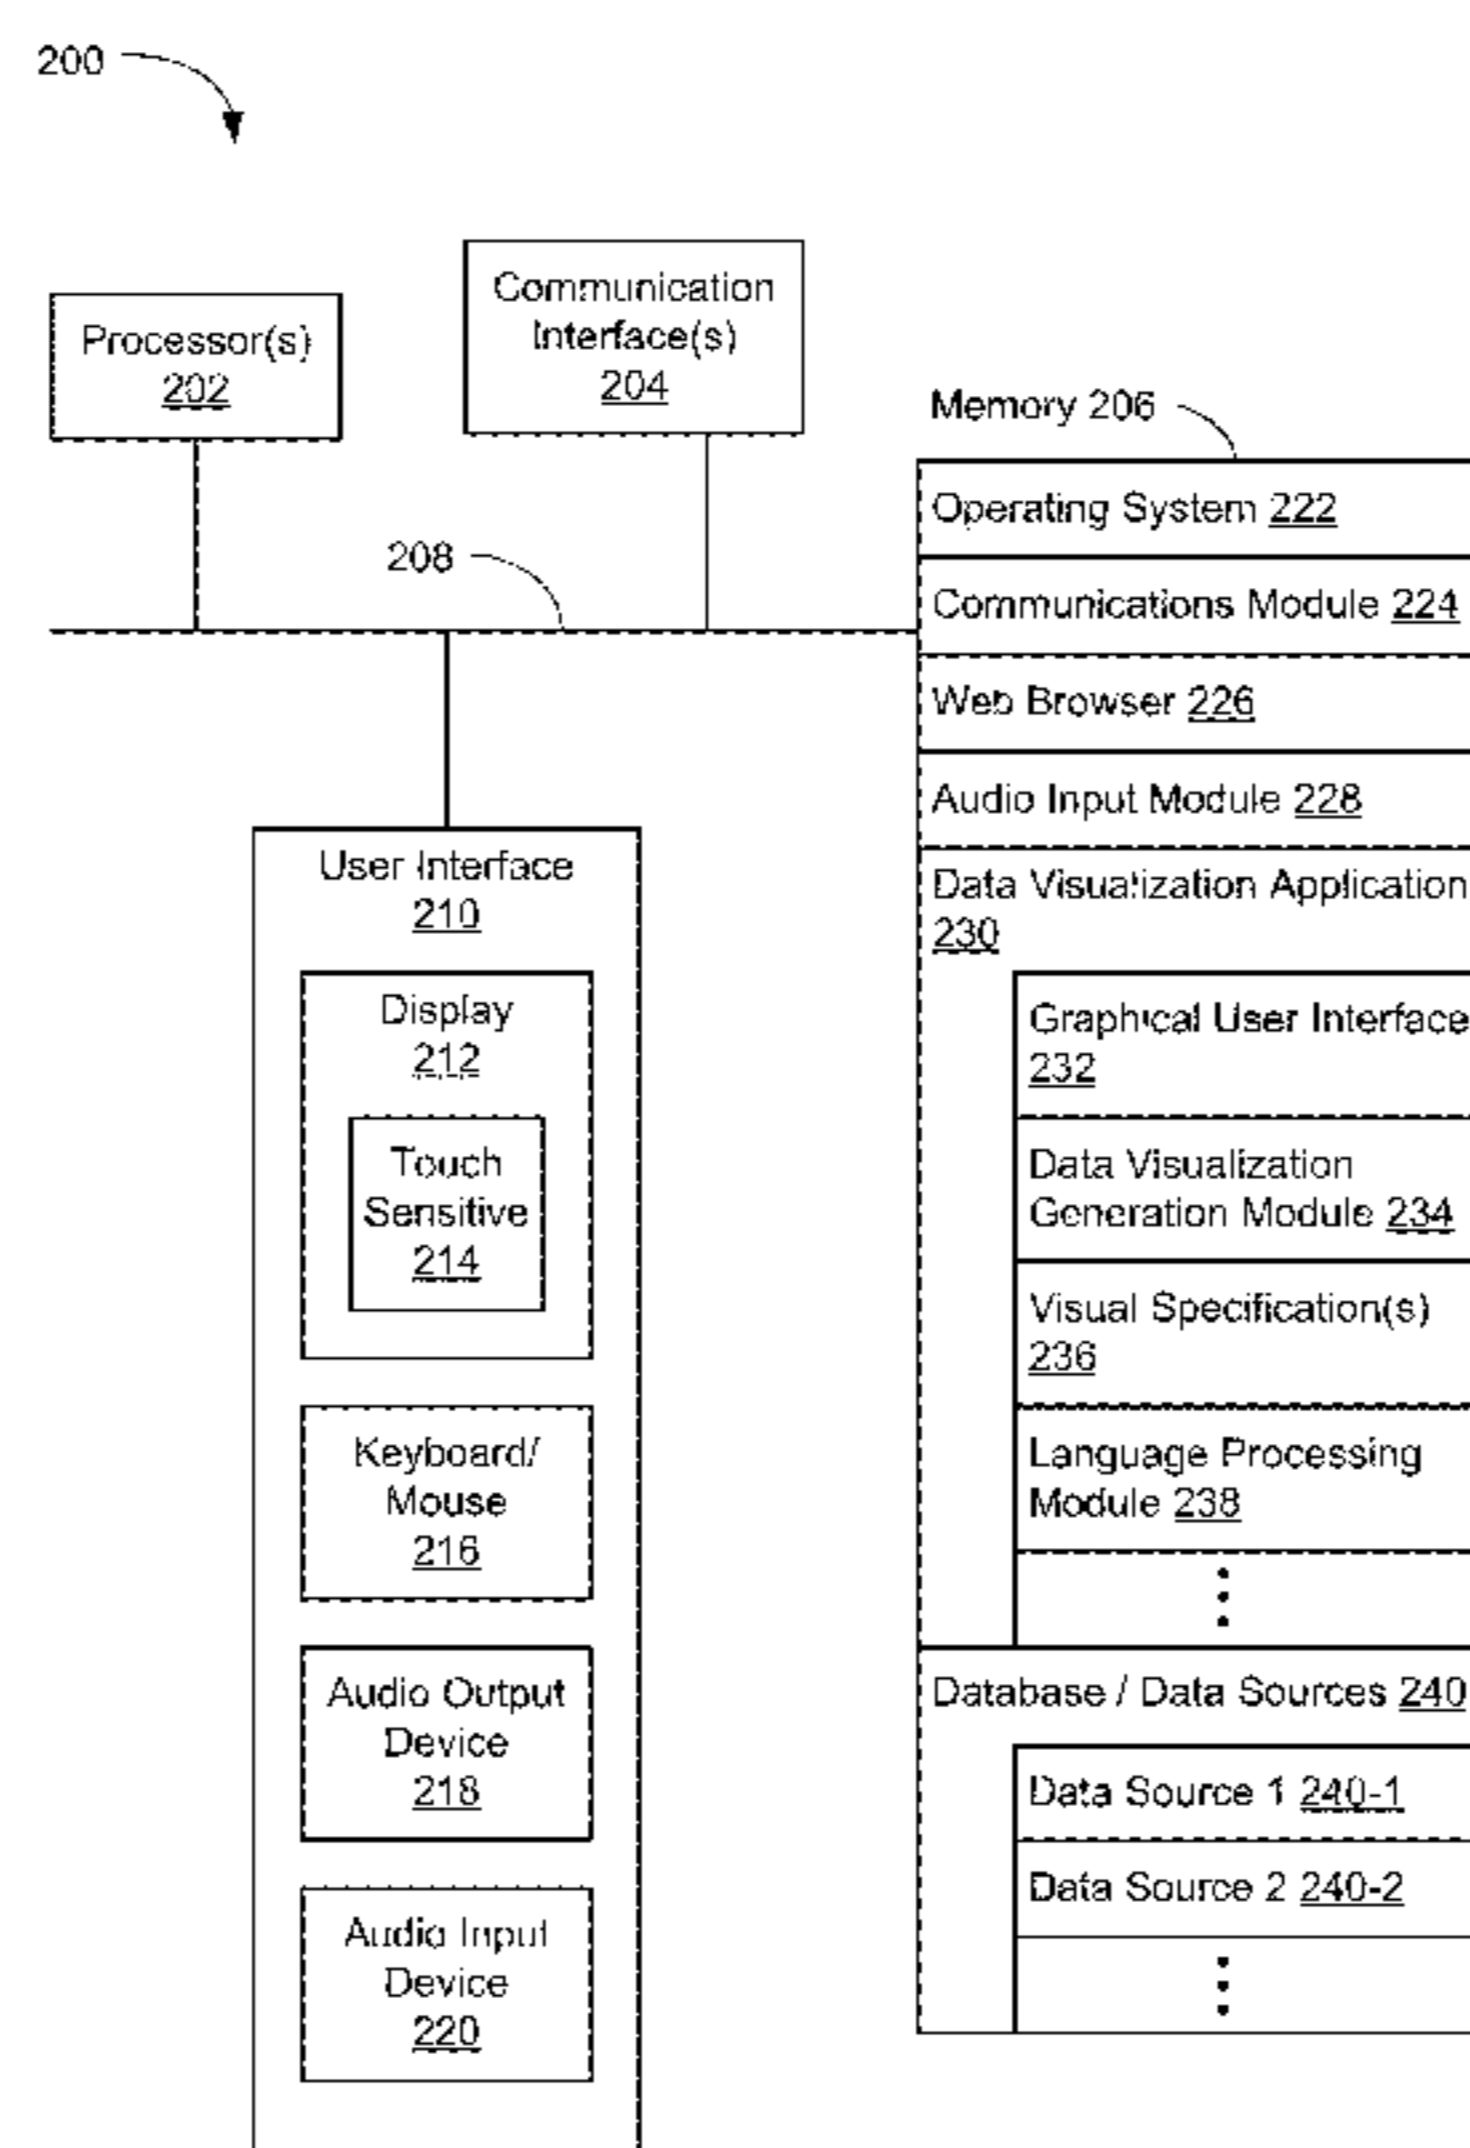 200
Processor(s)
202
Communication
Interface(s)
204
208
User Interface
210
Display
212
Touch
Sensitive
214
Keyboard/
Mouse
216
Audio Output
Device
218
Audio Input
Device
220
Memory 206
Operating System 222
Communications Module 224
Web Browser 226
Audio Input Module 228
Data Visualization Application
230
Graphical User Interface
232
Data Visualization
Generation Module 234
Visual Specification(s)
236
Language Processing
Module 238
Database / Data Sources 240
Data Source 1 240-1
Data Source 2 240-2